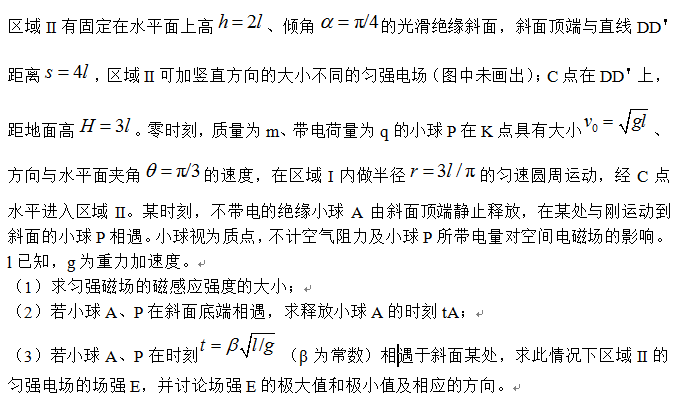 区域 II 有固定在水平面上高 h = 2l 、倾角 α = π/4 的光滑绝缘斜面，斜面顶端与直线 DD'
距离 s = 4l ，区域 II 可加竖直方向的大小不同的匀强电场（图中未画出）；C 点在 DD' 上，
距地面高 H = 3l 。零时刻，质量为 m、带电荷量为 q 的小球 P 在 K 点具有大小 v₀ = √gl 、
方向与水平面夹角 θ = π/3 的速度，在区域 I 内做半径 r = 3l / π 的匀速圆周运动，经 C 点
水平进入区域 II。某时刻，不带电的绝缘小球 A 由斜面顶端静止释放，在某处与刚运动到
斜面的小球 P 相遇。小球视为质点，不计空气阻力及小球 P 所带电量对空间电磁场的影响。
l 已知，g 为重力加速度。
（1）求匀强磁场的磁感应强度的大小；
（2）若小球 A、P 在斜面底端相遇，求释放小球 A 的时刻 tA；
（3）若小球 A、P 在时刻 t = β√l/g （β 为常数）相遇于斜面某处，求此情况下区域 II 的
匀强电场的场强 E，并讨论场强 E 的极大值和极小值及相应的方向。